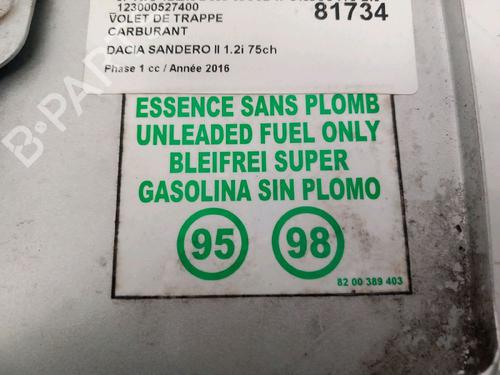 123000527400
81734
VOLET DE TRAPPE
CARBURANT
DACIA SANDERO II 1.2i 75ch
Phase 1 cc / Année 2016
ESSENCE SANS PLOMB
UNLEADED FUEL ONLY
BLEIFREI SUPER
GASOLINA SIN PLOMO
95 98
82 00 389 403
B-PAR